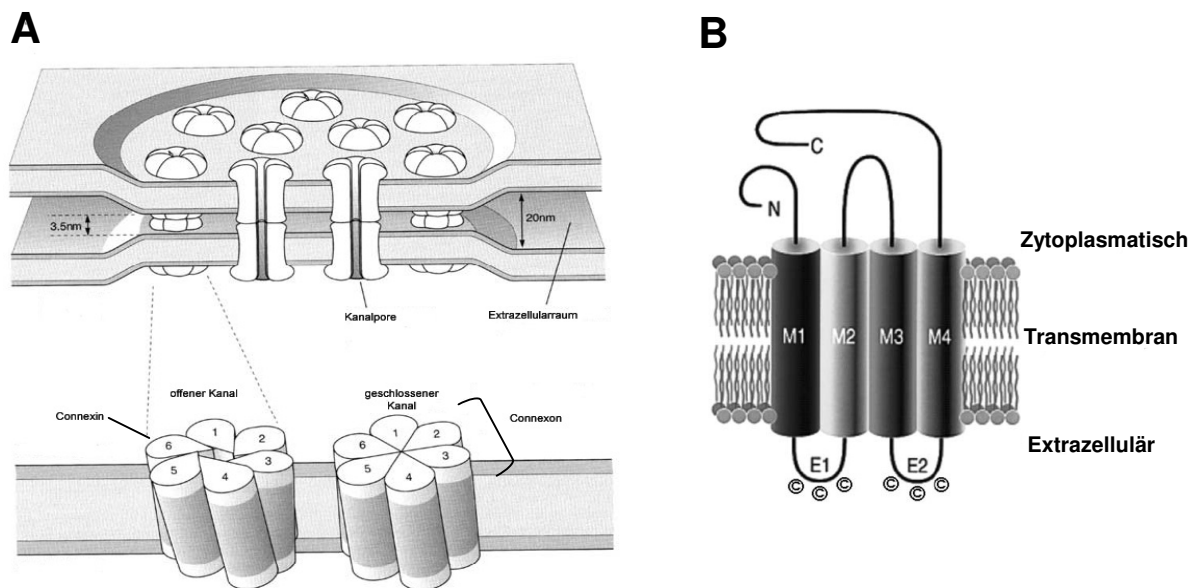 A
3.5nm
20nm
Kanalpore
Extrazellularraum
offener Kanal
geschlossener
Kanal
Connexin
Connexon
1
2
3
4
5
6
1
2
3
4
5
6
B
C
N
Zytoplasmatisch
M1
M2
M3
M4
Transmembran
Extrazellulär
E1
E2
© © © © © ©